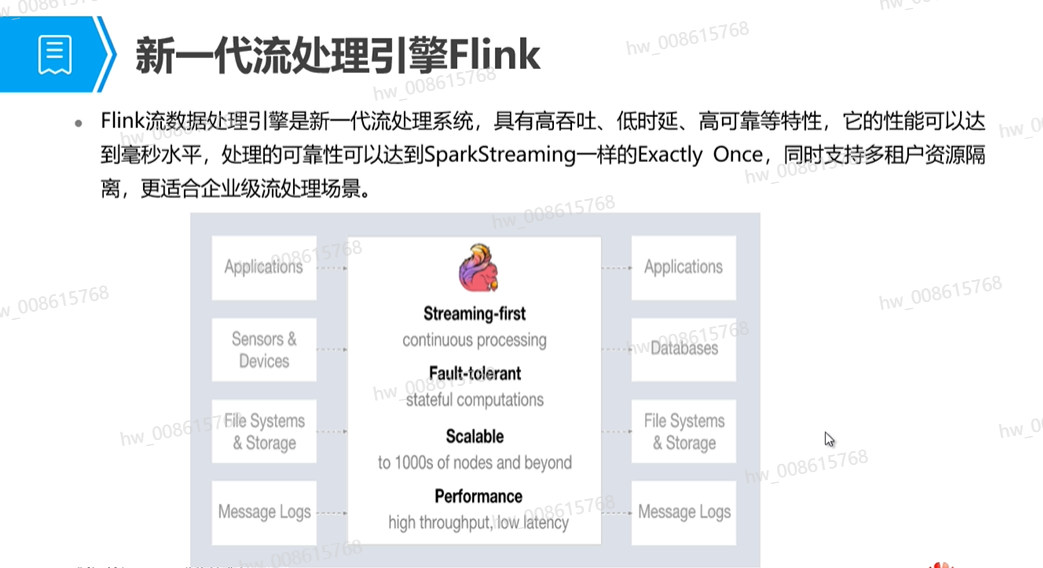 新一代流处理引擎Flink
• Flink流数据处理引擎是新一代流处理系统，具有高吞吐、低时延、高可靠等特性，它的性能可以达
到毫秒水平，处理的可靠性可以达到SparkStreaming一样的Exactly Once，同时支持多租户资源隔
离，更适合企业级流处理场景。
Applications
Sensors &
Devices
File Systems
& Storage
Message Logs
Streaming-first
continuous processing
Fault-tolerant
stateful computations
Scalable
to 1000s of nodes and beyond
Performance
high throughput, low latency
Applications
Databases
File Systems
& Storage
Message Logs
hw_008615768
hw_008615768
hw_008615768
hw_008615768
hw_008615768
hw_008615768
hw_008615768
hw_008615768
hw_008615768
hw_008615768
hw_008615768
hw_008615768
hw_008615768
hw_008615768